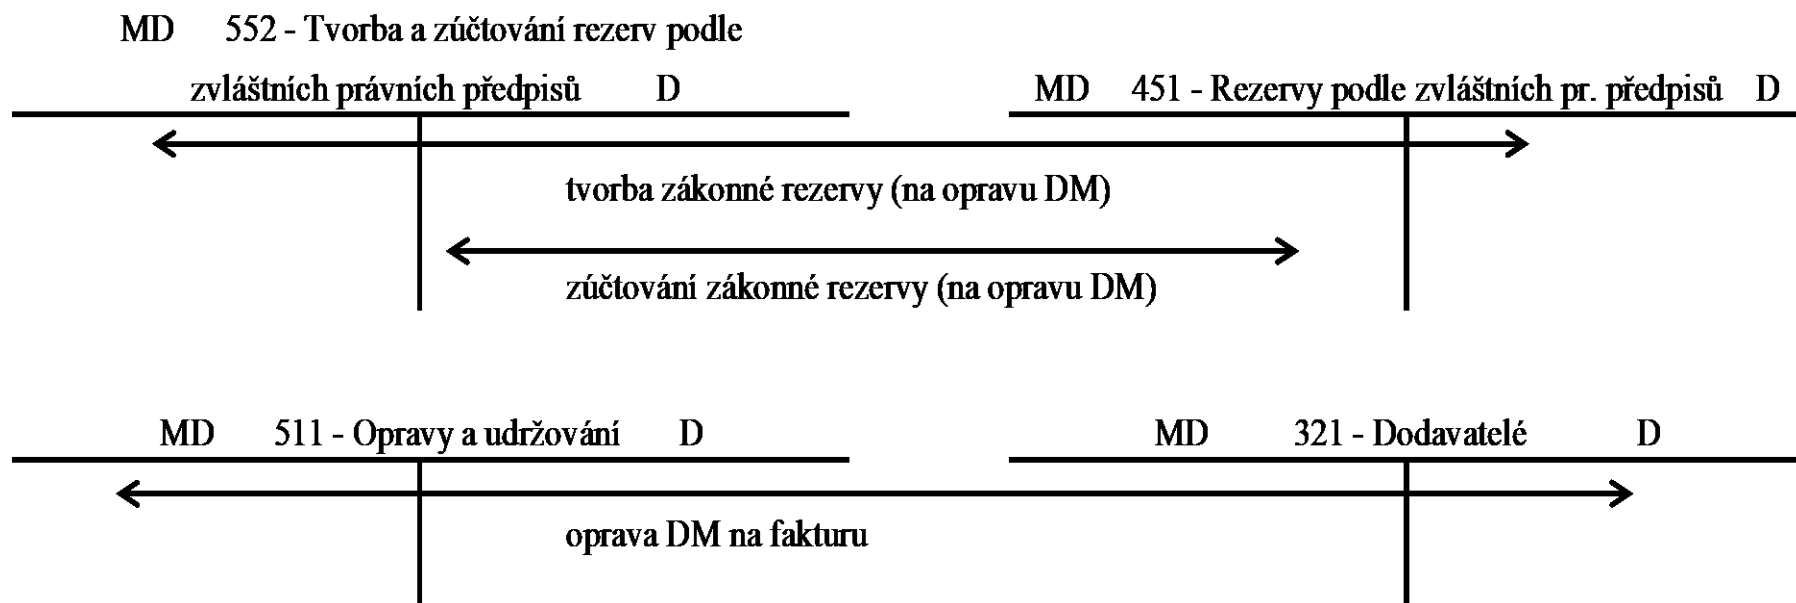 MD 552 - Tvorba a zúčtování rezerv podle
zvláštních právních předpisů D
MD 451 - Rezervy podle zvláštních pr. předpisů D
tvorba zákonné rezervy (na opravu DM)
zúčtování zákonné rezervy (na opravu DM)
MD 511 - Opravy a udržování D
MD 321 - Dodavatelé D
oprava DM na fakturu